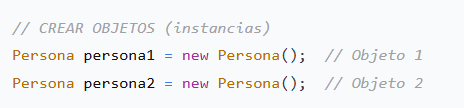 // CREAR OBJETOS (instancias)
Persona persona1 = new Persona();  // Objeto 1
Persona persona2 = new Persona();  // Objeto 2